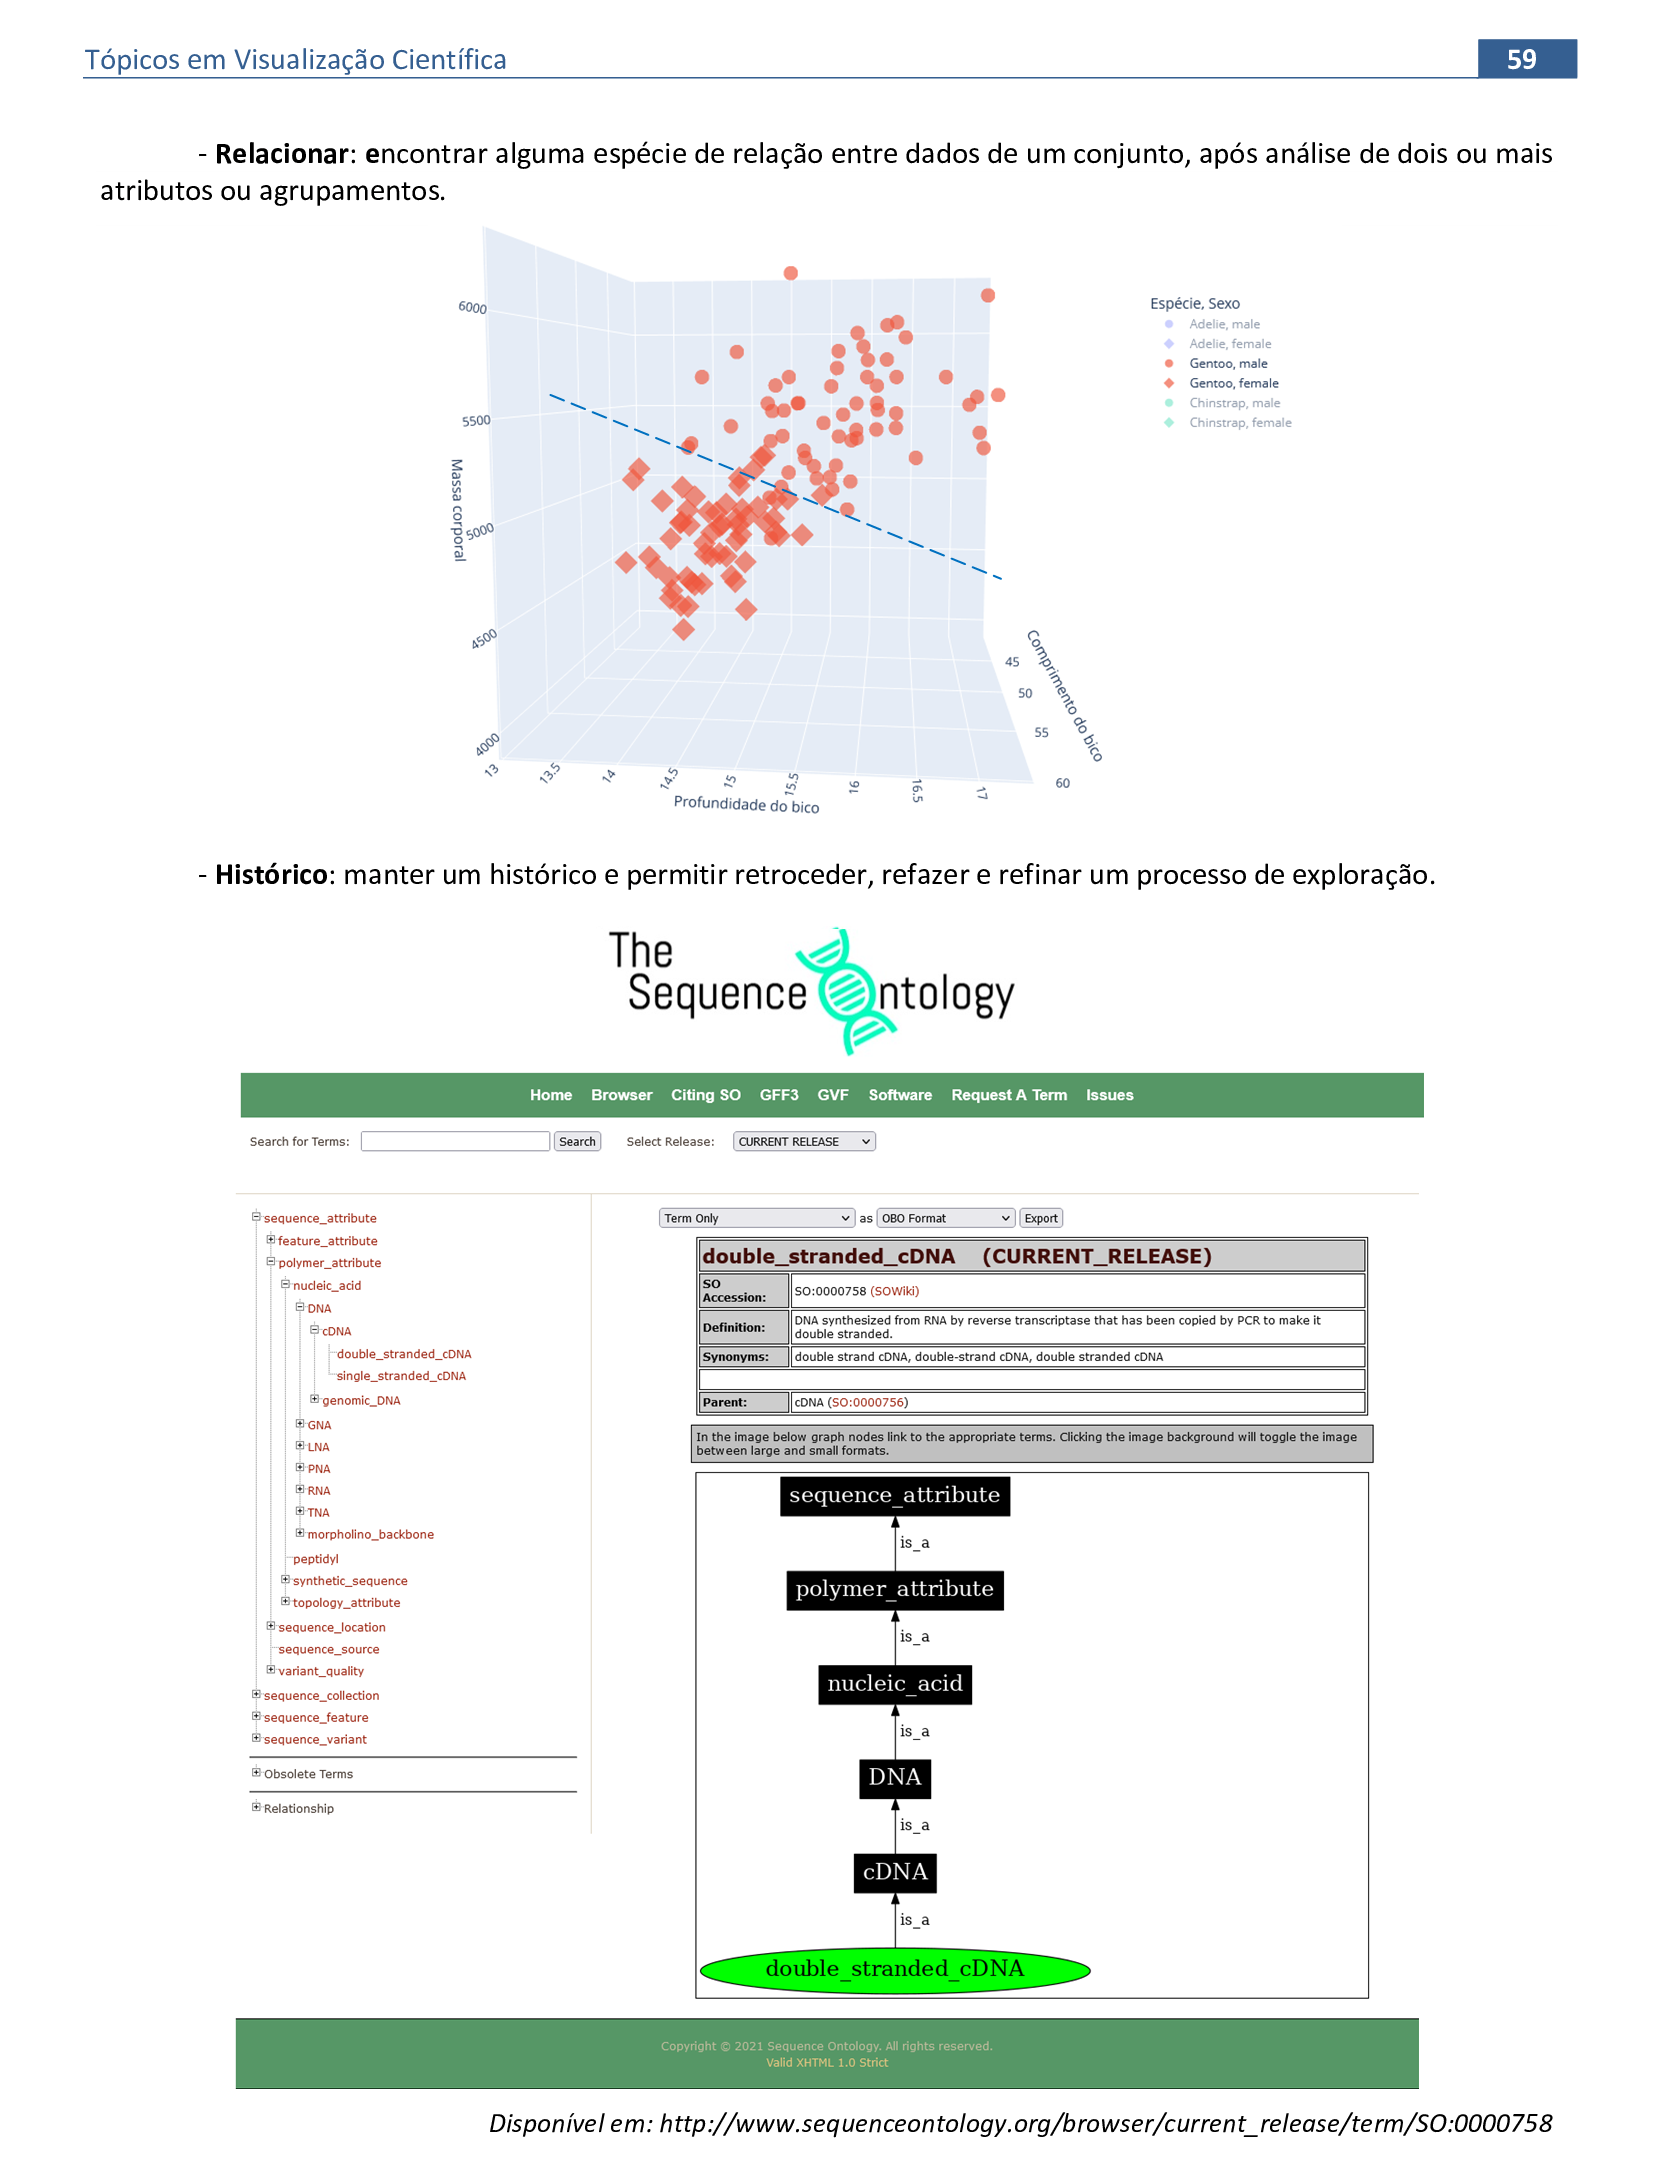 Tópicos em Visualização Científica
59
- Relacionar: encontrar alguma espécie de relação entre dados de um conjunto, após análise de dois ou mais
atributos ou agrupamentos.
6000
5500
5000
4500
4000
Massa corporal
13
13.5
14
14.5
15
15.5
16
16.5
17
Profundidade do bico
45
50
55
60
Comprimento do bico
Espécie, Sexo
Adelie, male
Adelie, female
Gentoo, male
Gentoo, female
Chinstrap, male
Chinstrap, female
- Histórico: manter um histórico e permitir retroceder, refazer e refinar um processo de exploração.
The
Sequence Ontology
Home Browser Citing SO GFF3 GVF Software Request A Term Issues
Search for Terms: Search Select Release: CURRENT RELEASE
sequence_attribute
feature_attribute
polymer_attribute
nucleic_acid
DNA
cDNA
double_stranded_cDNA
single_stranded_cDNA
genomic_DNA
GNA
LNA
PNA
RNA
TNA
morpholino_backbone
peptidyl
synthetic_sequence
topology_attribute
sequence_location
sequence_source
variant_quality
sequence_collection
sequence_feature
sequence_variant
Obsolete Terms
Relationship
Term Only as OBO Format Export
double_stranded_cDNA (CURRENT_RELEASE)
SO
Accession:
SO:0000758 (SOWiki)
Definition:
DNA synthesized from RNA by reverse transcriptase that has been copied by PCR to make it
double stranded.
Synonyms: double strand cDNA, double-strand cDNA, double stranded cDNA
Parent: cDNA (SO:0000756)
In the image below graph nodes link to the appropriate terms. Clicking the image background will toggle the image
between large and small formats.
sequence_attribute
is_a
polymer_attribute
is_a
nucleic_acid
is_a
DNA
is_a
cDNA
is_a
double_stranded_cDNA
Copyright © 2021 Sequence Ontology. All rights reserved.
Valid XHTML 1.0 Strict
Disponível em: http://www.sequenceontology.org/browser/current_release/term/SO:0000758